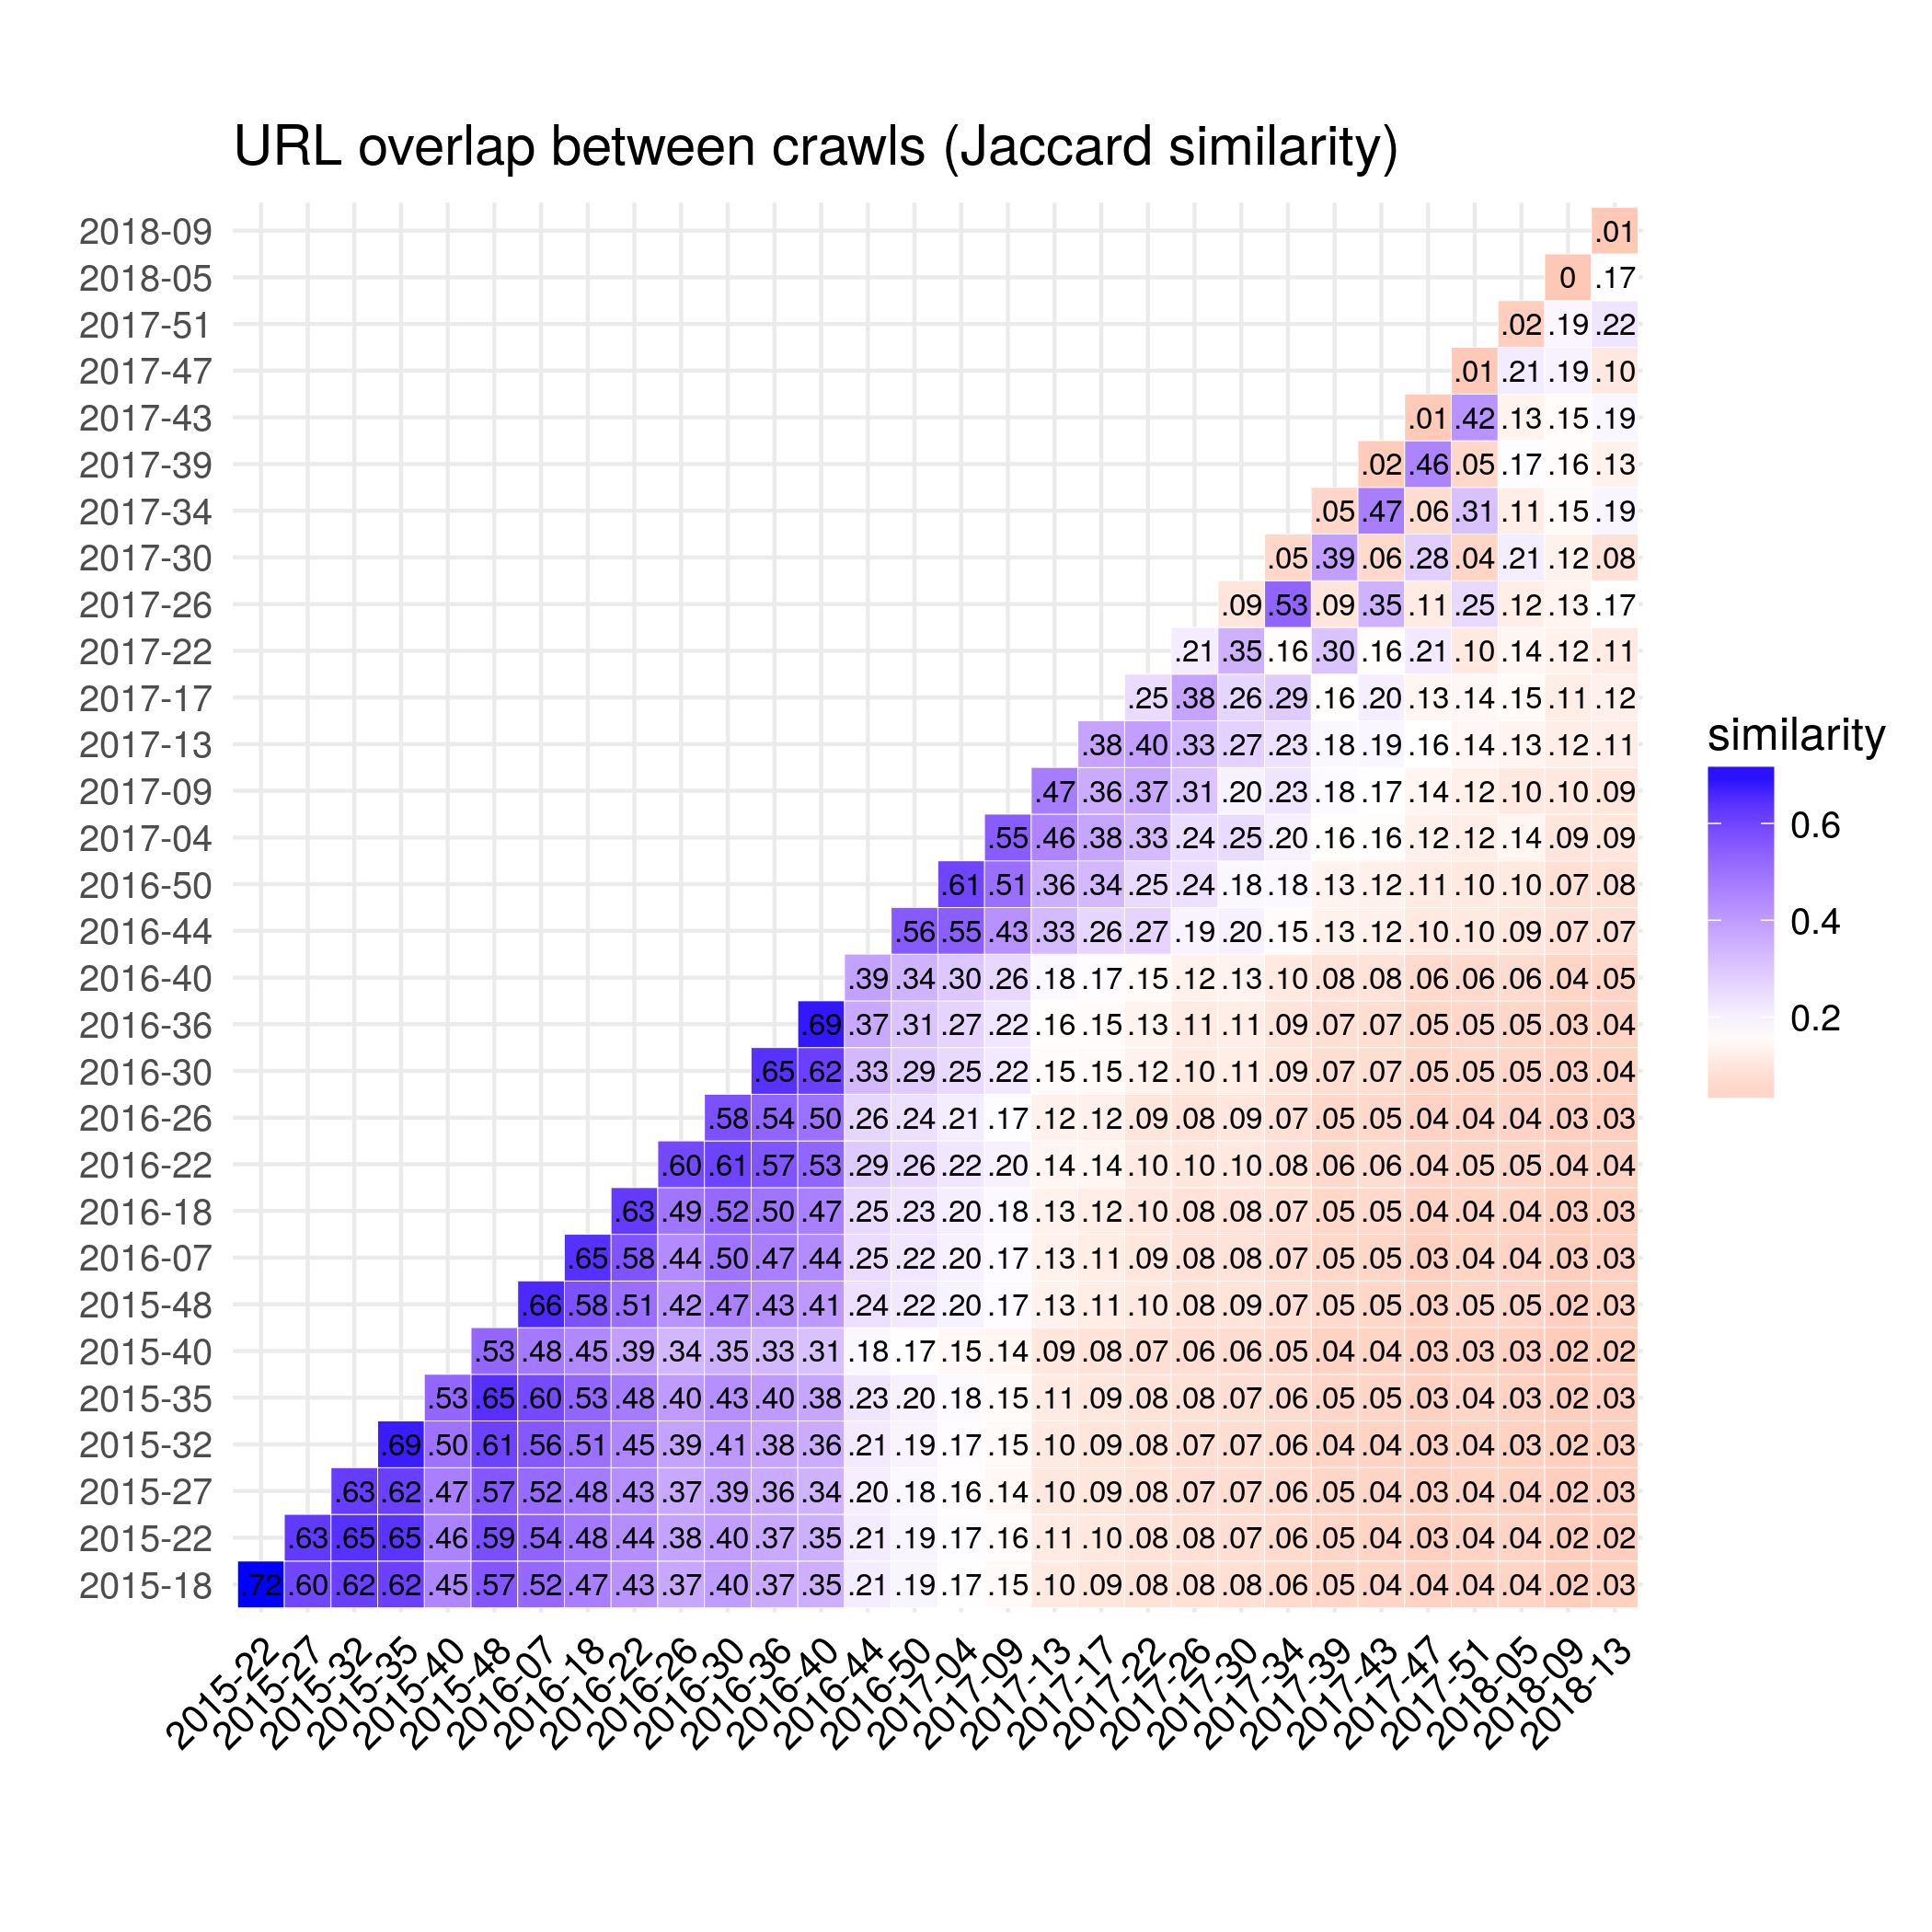 URL overlap between crawls (Jaccard similarity)
2018-09 .01
2018-05 0 .17
2017-51 .02 .19 .22
2017-47 .01 .21 .19 .10
2017-43 .01 .42 .13 .15 .19
2017-39 .02 .46 .05 .17 .16 .13
2017-34 .05 .47 .06 .31 .11 .15 .19
2017-30 .05 .39 .06 .28 .04 .21 .12 .08
2017-26 .09 .53 .09 .35 .11 .25 .12 .13 .17
2017-22 .21 .35 .16 .30 .16 .21 .10 .14 .12 .11
2017-17 .25 .38 .26 .29 .16 .20 .13 .14 .15 .11 .12
2017-13 .38 .40 .33 .27 .23 .18 .19 .16 .14 .13 .12 .11
2017-09 .47 .36 .37 .31 .20 .23 .18 .17 .14 .12 .10 .10 .09
2017-04 .55 .46 .38 .33 .24 .25 .20 .16 .16 .12 .12 .14 .09 .09
2016-50 .61 .51 .36 .34 .25 .24 .18 .18 .13 .12 .11 .10 .10 .07 .08
2016-44 .56 .55 .43 .33 .26 .27 .19 .20 .15 .13 .12 .10 .10 .09 .07 .07
2016-40 .39 .34 .30 .26 .18 .17 .15 .12 .13 .10 .08 .08 .06 .06 .06 .04 .05
2016-36 .69 .37 .31 .27 .22 .16 .15 .13 .11 .11 .09 .07 .07 .05 .05 .05 .03 .04
2016-30 .65 .62 .33 .29 .25 .22 .15 .15 .12 .10 .11 .09 .07 .07 .05 .05 .05 .03 .04
2016-26 .58 .54 .50 .26 .24 .21 .17 .12 .12 .09 .08 .09 .07 .05 .05 .04 .04 .04 .03 .03
2016-22 .60 .61 .57 .53 .29 .26 .22 .20 .14 .14 .10 .10 .10 .08 .06 .06 .04 .05 .05 .04 .04
2016-18 .63 .49 .52 .50 .47 .25 .23 .20 .18 .13 .12 .10 .08 .08 .07 .05 .05 .04 .04 .04 .03 .03
2016-07 .65 .58 .44 .50 .47 .44 .25 .22 .20 .17 .13 .11 .09 .08 .08 .07 .05 .05 .03 .04 .04 .03 .03
2015-48 .66 .58 .51 .42 .47 .43 .41 .24 .22 .20 .17 .13 .11 .10 .08 .09 .07 .05 .05 .03 .05 .05 .02 .03
2015-40 .53 .48 .45 .39 .34 .35 .33 .31 .18 .17 .15 .14 .09 .08 .07 .06 .06 .05 .04 .04 .03 .03 .03 .02 .02
2015-35 .53 .65 .60 .53 .48 .40 .43 .40 .38 .23 .20 .18 .15 .11 .09 .08 .08 .07 .06 .05 .05 .03 .04 .03 .02 .03
2015-32 .69 .50 .61 .56 .51 .45 .39 .41 .38 .36 .21 .19 .17 .15 .10 .09 .08 .07 .07 .06 .04 .04 .03 .04 .03 .02 .03
2015-27 .63 .62 .47 .57 .52 .48 .43 .37 .39 .36 .34 .20 .18 .16 .14 .10 .09 .08 .07 .07 .06 .05 .04 .03 .04 .04 .02 .03
2015-22 .63 .65 .65 .46 .59 .54 .48 .44 .38 .40 .37 .35 .21 .19 .17 .16 .11 .10 .08 .08 .07 .06 .05 .04 .03 .04 .04 .02 .02
2015-18 .72 .60 .62 .62 .45 .57 .52 .47 .43 .37 .40 .37 .35 .21 .19 .17 .15 .10 .09 .08 .08 .08 .06 .05 .04 .04 .04 .04 .02 .03
2015-22 2015-27 2015-32 2015-35 2015-40 2015-48 2016-07 2016-18 2016-22 2016-26 2016-30 2016-36 2016-40 2016-44 2016-50 2017-04 2017-09 2017-13 2017-17 2017-22 2017-26 2017-30 2017-34 2017-39 2017-43 2017-47 2017-51 2018-05 2018-09 2018-13
similarity
0.6
0.4
0.2